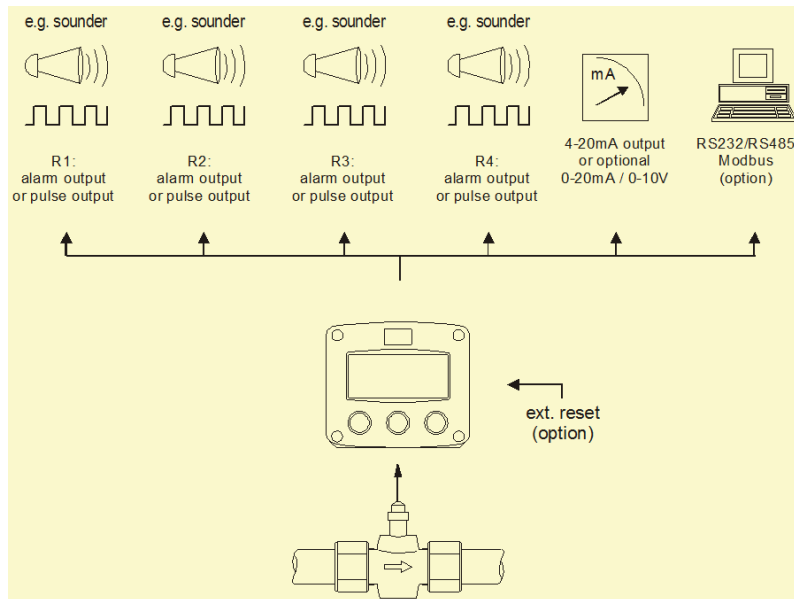 e.g. sounder
e.g. sounder
e.g. sounder
e.g. sounder
mA
R1:
alarm output
or pulse output
R2:
alarm output
or pulse output
R3:
alarm output
or pulse output
R4:
alarm output
or pulse output
4-20mA output
or optional
0-20mA / 0-10V
RS232/RS485
Modbus
(option)
ext. reset
(option)